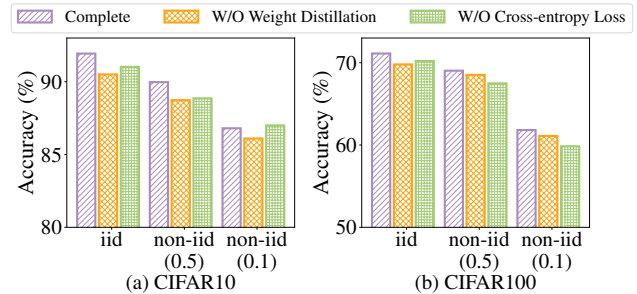 Complete W/O Weight Distillation W/O Cross-entropy Loss
Accuracy (%)
90
85
80
iid non-iid non-iid
(0.5) (0.1)
(a) CIFAR10
Accuracy (%)
70
60
50
iid non-iid non-iid
(0.5) (0.1)
(b) CIFAR100